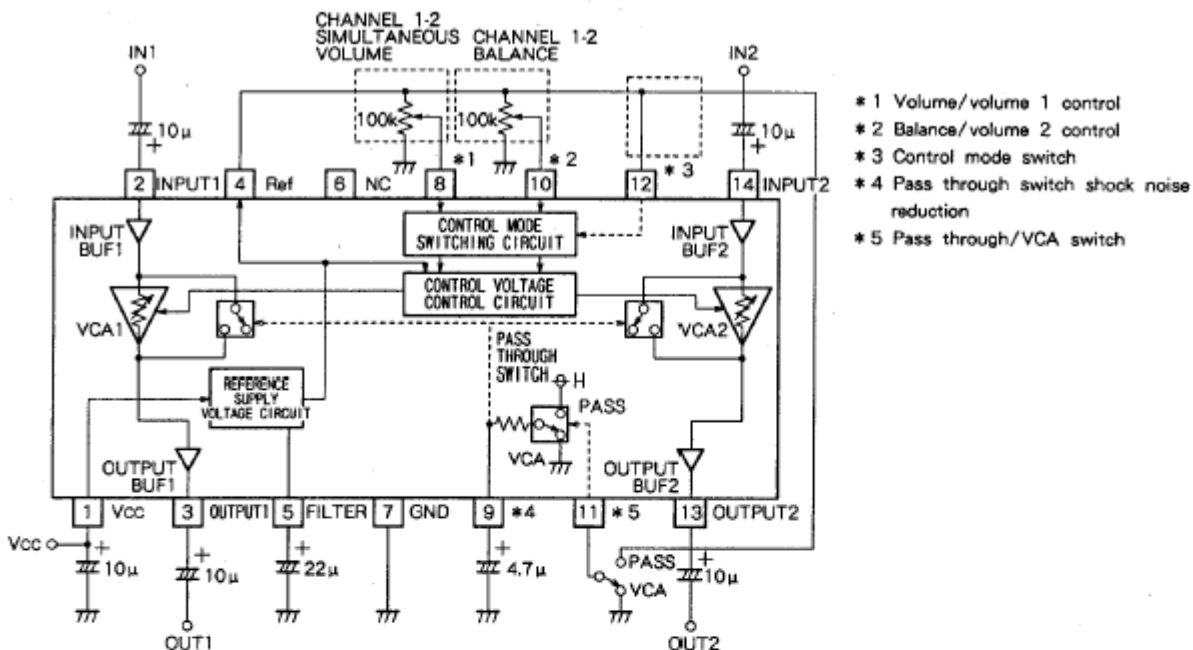 CHANNEL 1-2
SIMULTANEOUS
VOLUME
CHANNEL 1-2
BALANCE
IN1
IN2
10μ
+
100k
*1
100k
*2
*3
10μ
+
2 INPUT1
4 Ref
6 NC
8
10
12
14 INPUT2
* 1 Volume/volume 1 control
* 2 Balance/volume 2 control
* 3 Control mode switch
* 4 Pass through switch shock noise
reduction
* 5 Pass through/VCA switch
INPUT
BUF1
CONTROL MODE
SWITCHING CIRCUIT
INPUT
BUF2
CONTROL VOLTAGE
CONTROL CIRCUIT
VCA1
VCA2
PASS
THROUGH
SWITCH
H
REFERENCE
SUPPLY
VOLTAGE CIRCUIT
PASS
VCA
OUTPUT
BUF1
OUTPUT
BUF2
1 Vcc
3 OUTPUT1
5 FILTER
7 GND
9 *4
11 *5
13 OUTPUT2
Vcc
+
10μ
+
10μ
+
22μ
+
4.7μ
PASS
VCA
+
10μ
OUT1
OUT2